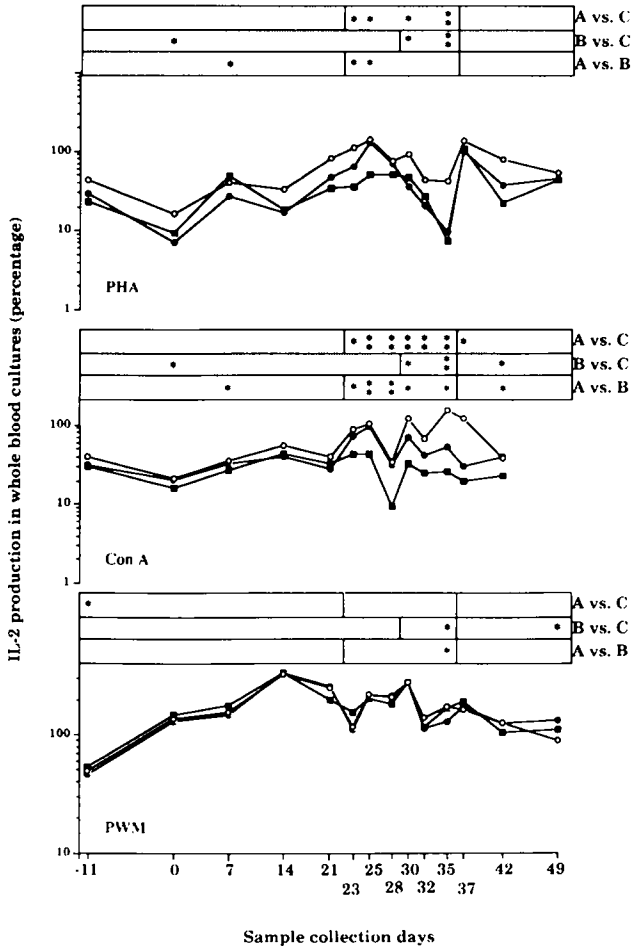 A vs. C
* * * * *
B vs. C
* * * *
A vs. B
* * *
100
10
1
PHA
A vs. C
* * * * * * * * * * * *
B vs. C
* * * * *
A vs. B
* * * * * * * * *
100
10
1
Con A
A vs. C
*
B vs. C
* *
A vs. B
*
100
10
PWM
-11 0 7 14 21 25 30 35 42 49
23 28 32 37
Sample collection days
IL-2 production in whole blood cultures (percentage)